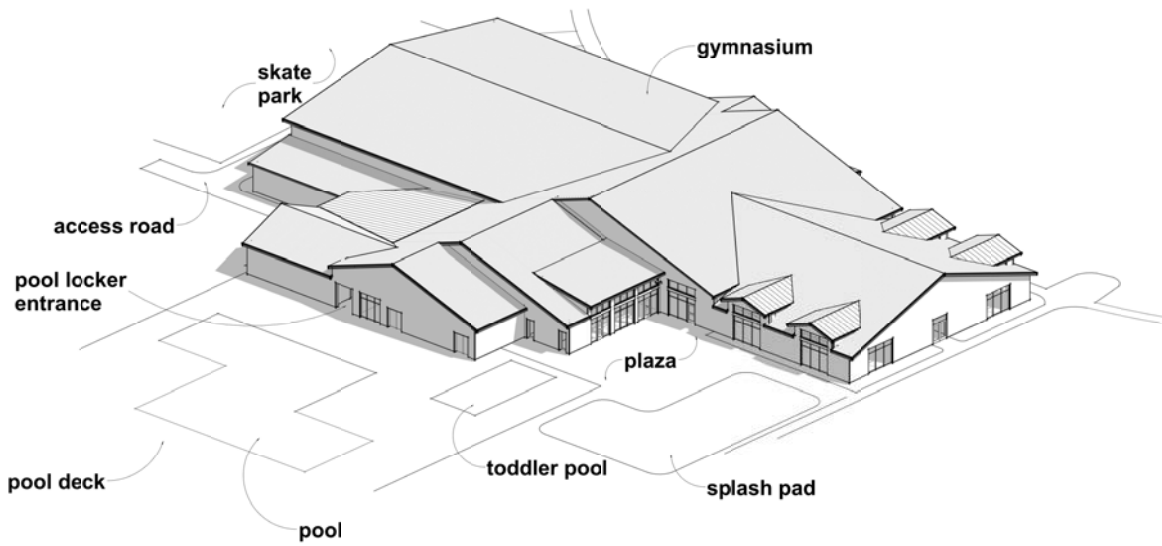 gymnasium
skate
park
access road
pool locker
entrance
plaza
toddler pool
splash pad
pool deck
pool